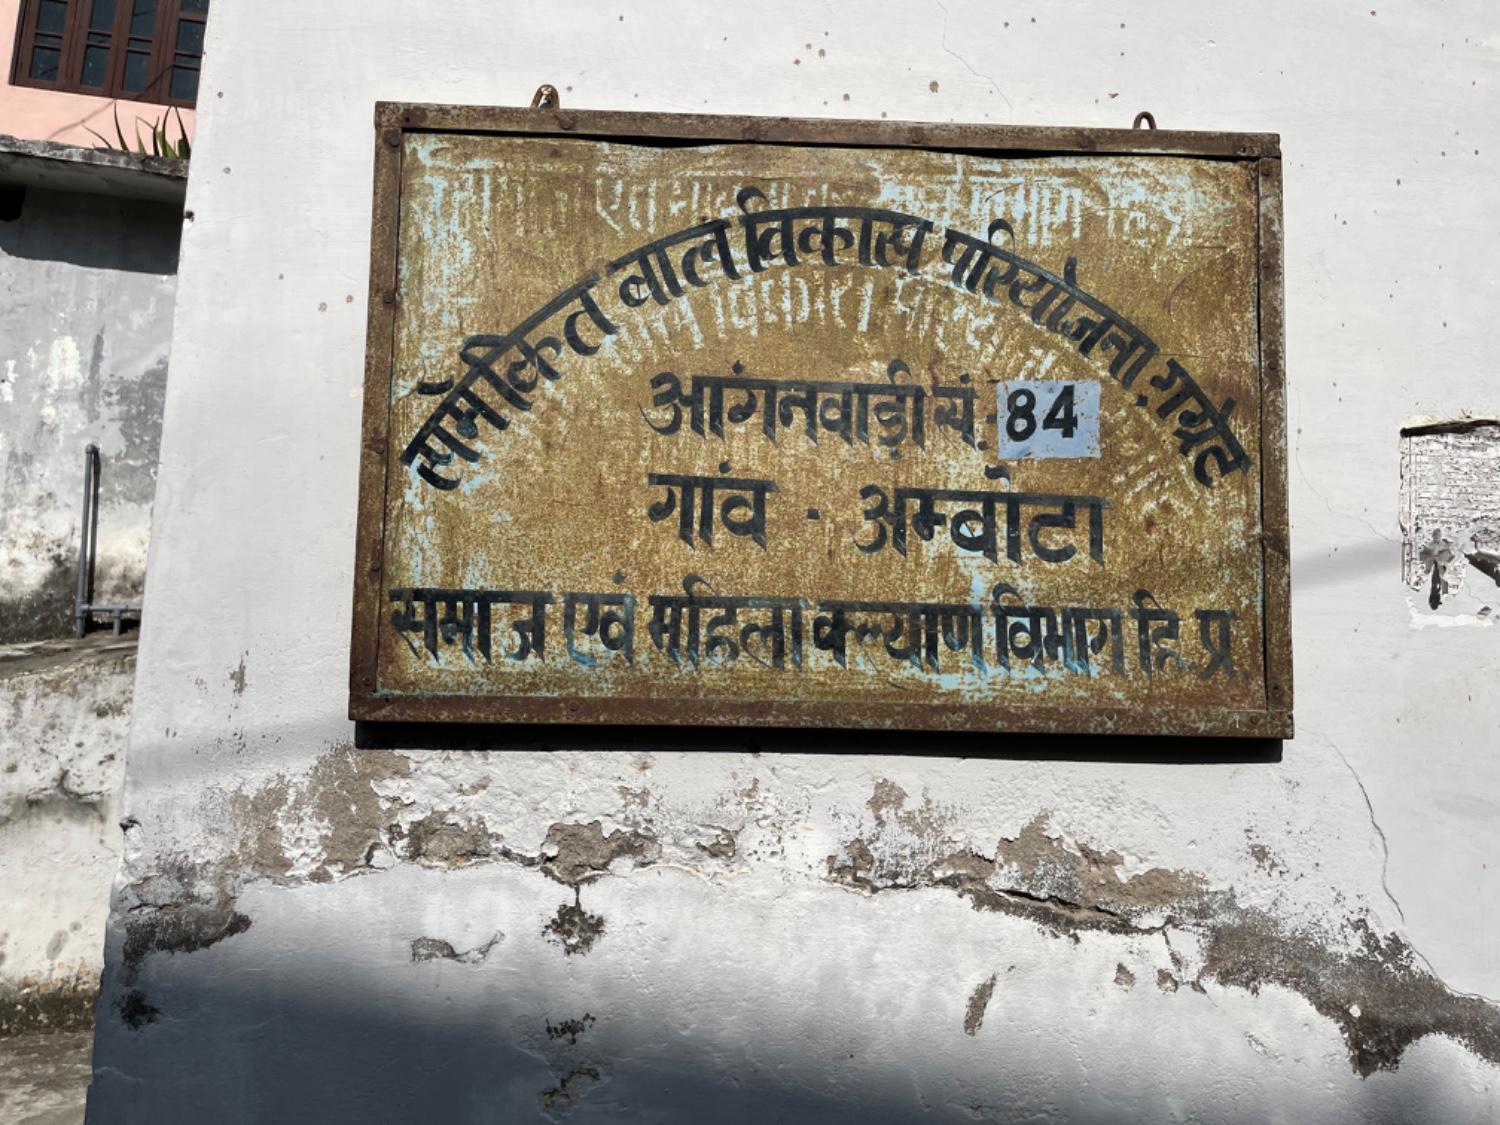 समेकित बाल विकास परियोजना गगरेट
आंगनवाड़ी सं. 84
गांव - अम्बोटा
समाज एवं महिला कल्याण विभाग हि.प्र.